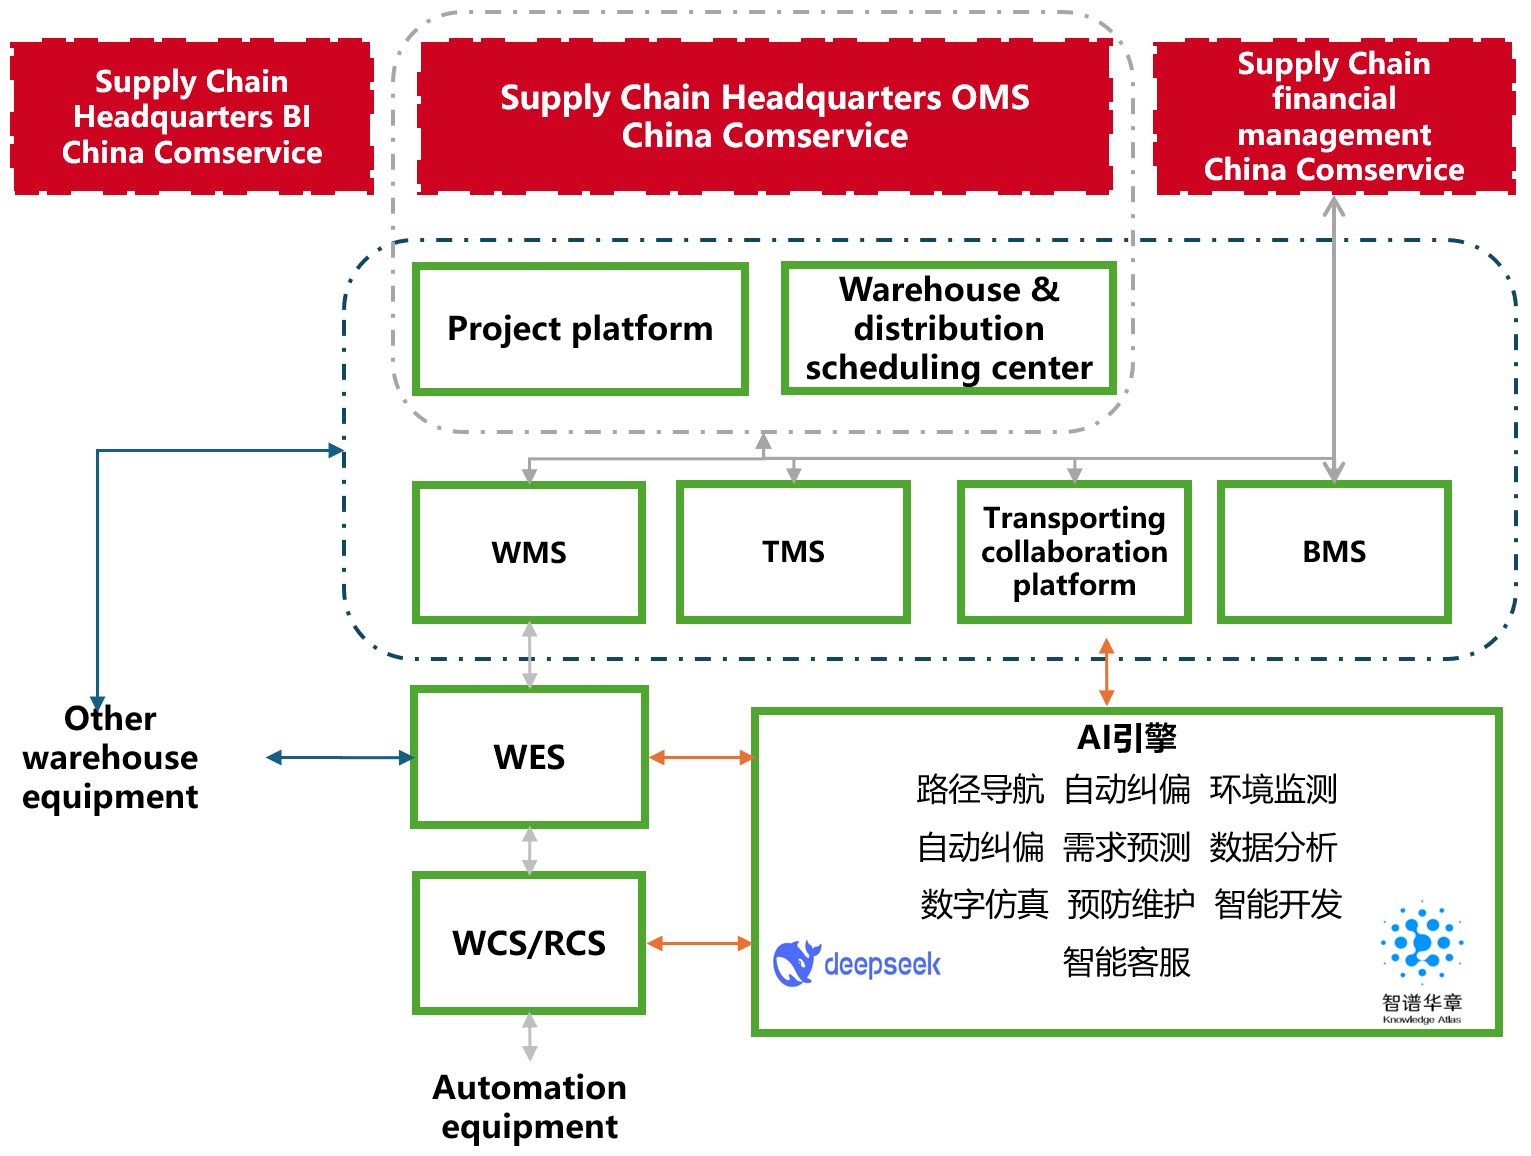 Supply Chain
Headquarters BI
China Comservice
Supply Chain Headquarters OMS
China Comservice
Supply Chain
financial
management
China Comservice
Project platform
Warehouse &
distribution
scheduling center
WMS
TMS
Transporting
collaboration
platform
BMS
Other
warehouse
equipment
WES
AI引擎
路径导航 自动纠偏 环境监测
自动纠偏 需求预测 数据分析
数字仿真 预防维护 智能开发
智能客服
deepseek
智谱华章
Knowledge Atlas
WCS/RCS
Automation
equipment